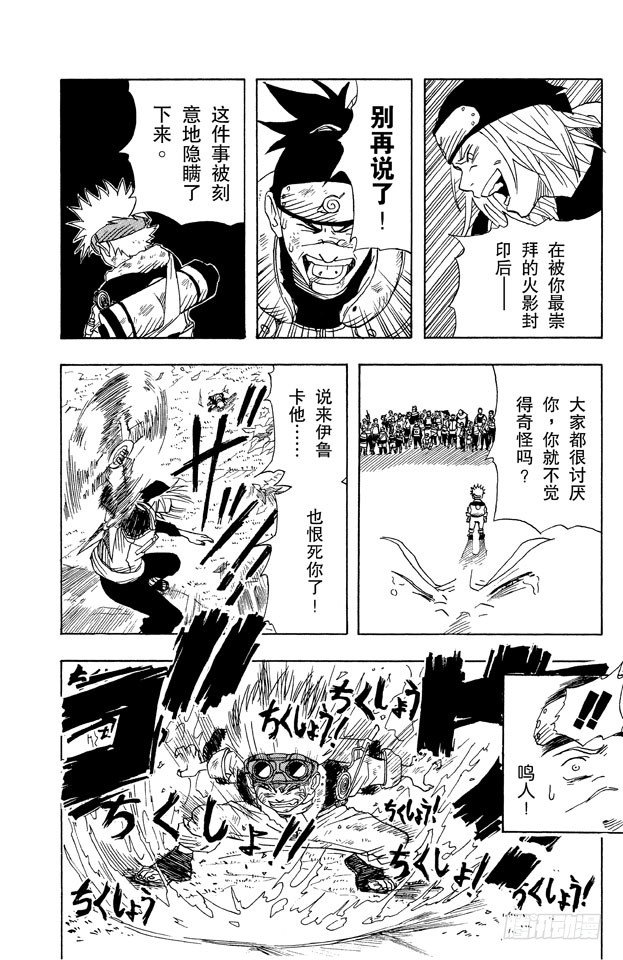 在被你最崇
拜的火影封
印后——
别再说了！
这件事被刻
意地隐瞒了
下来。
大家都很讨厌
你，你就不觉
得奇怪吗？
说来伊鲁
卡他……
也恨死你了！
!!
鸣人！
ちくしょう
ちくしょう!
ちくしょう!
ちくしょ!!
ちくしょう!
ちくしょう
ちくしょう!